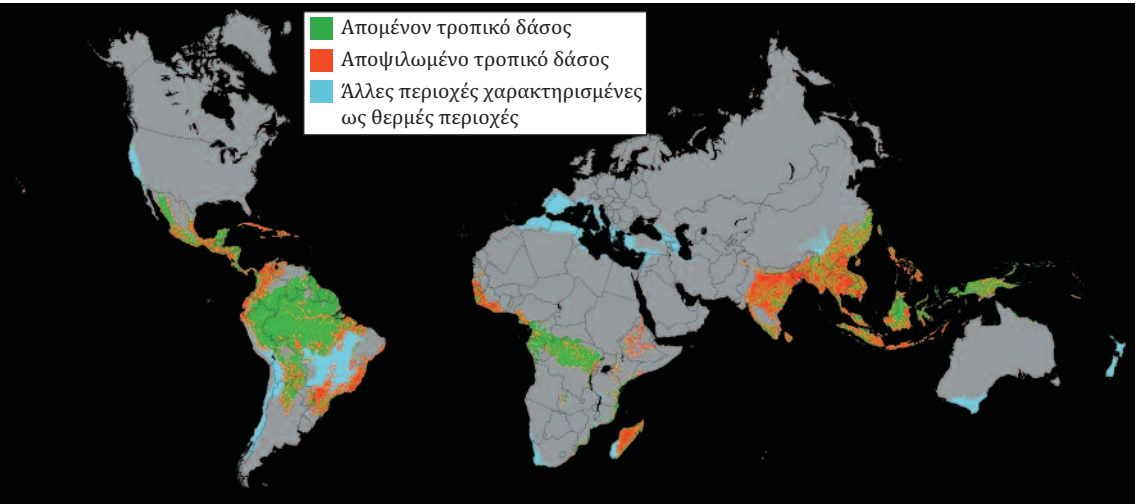 Απομένον τροπικό δάσος
Αποψιλωμένο τροπικό δάσος
Άλλες περιοχές χαρακτηρισμένες
ως θερμές περιοχές